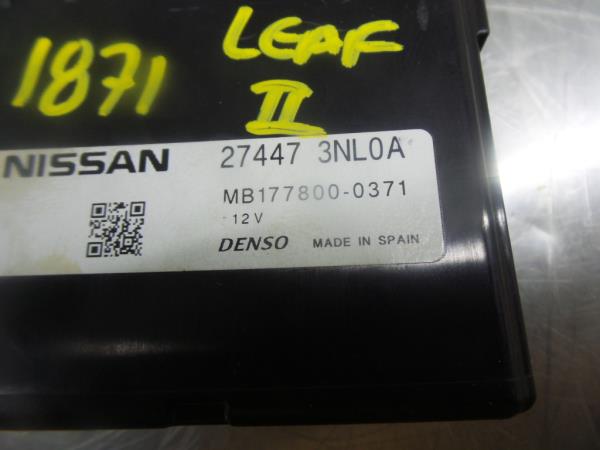 1871 LEAF
II
NISSAN 27447 3NL0A
MB177800-0371
12V
DENSO MADE IN SPAIN